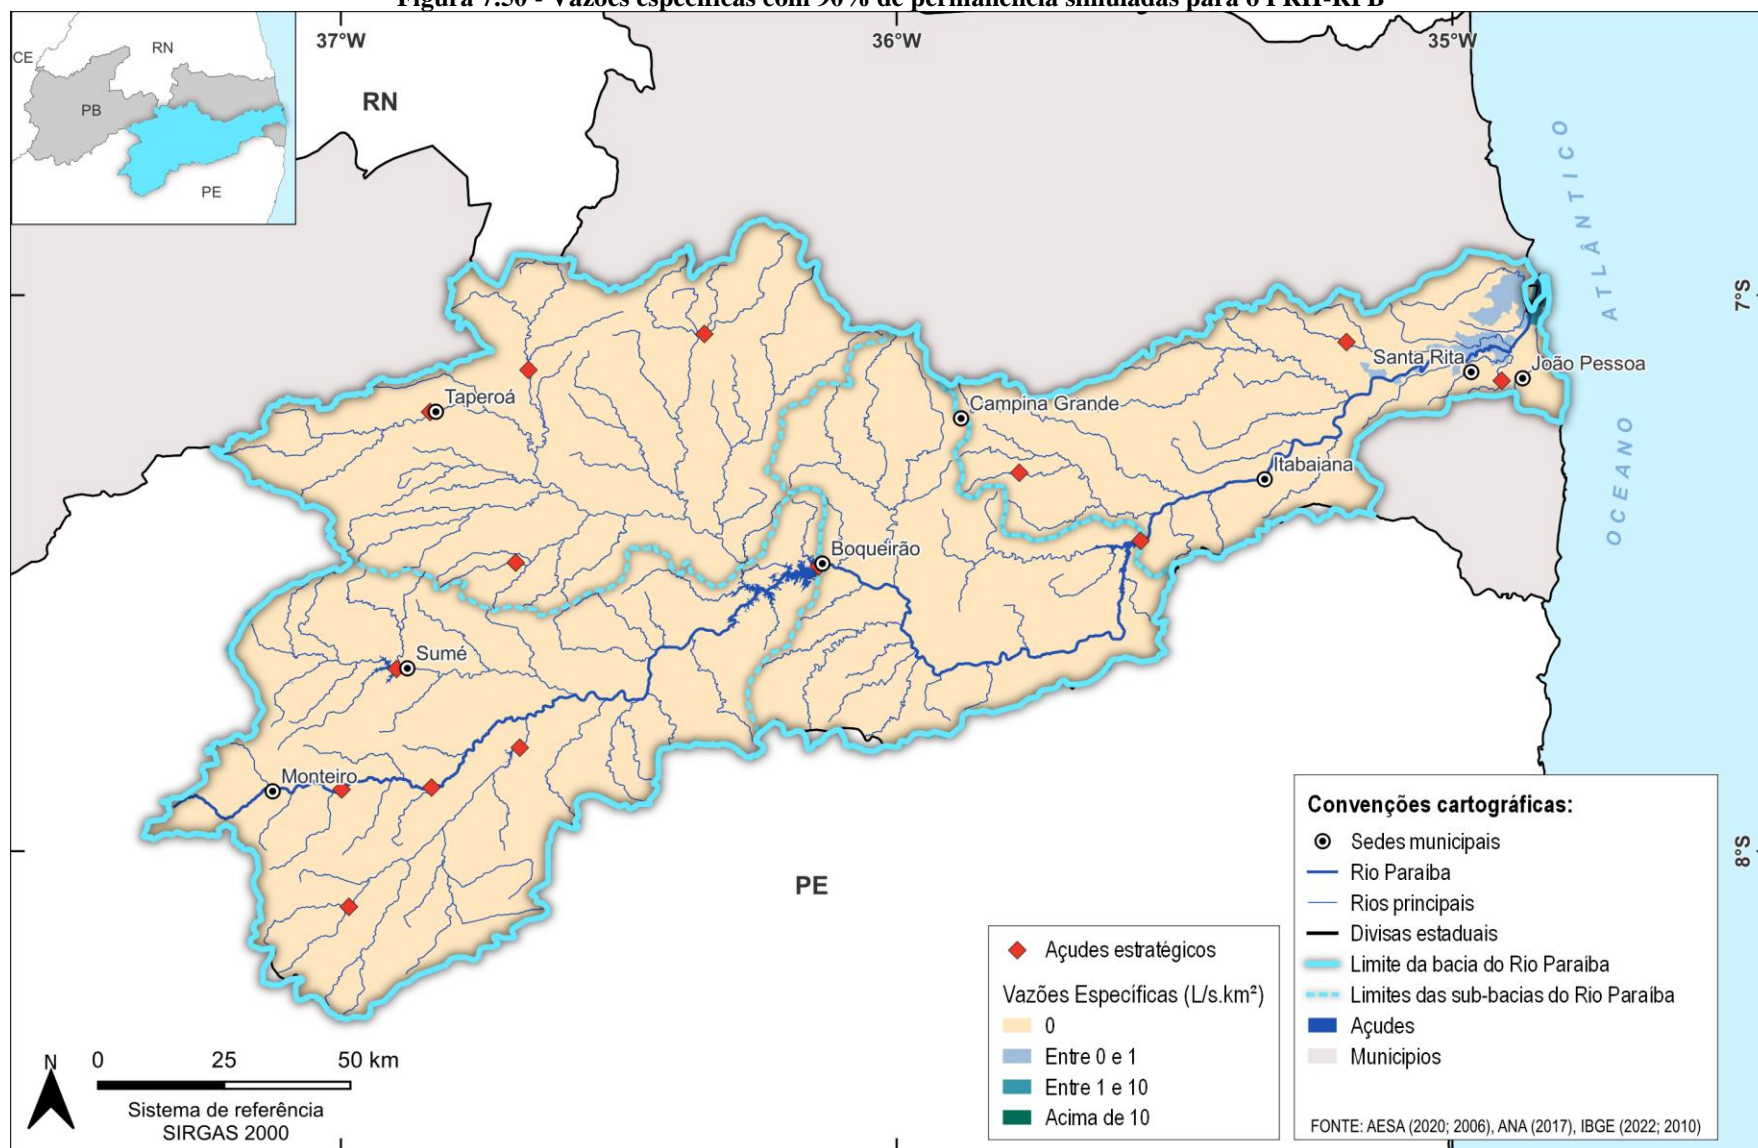 Figura 7.50 - Vazões específicas com 90% de permanência simuladas para o PRH-RPB
37°W
36°W
35°W
CE
RN
PB
PE
RN
7°S
OCEANO ATLÂNTICO
Santa Rita
João Pessoa
Taperoá
Campina Grande
Itabaiana
Boqueirão
Sumé
Monteiro
PE
8°S
Convenções cartográficas:
Sedes municipais
Rio Paraíba
Rios principais
Divisas estaduais
Limite da bacia do Rio Paraíba
Limites das sub-bacias do Rio Paraíba
Açudes
Municipios
FONTE: AESA (2020; 2006), ANA (2017), IBGE (2022; 2010)
Açudes estratégicos
Vazões Específicas (L/s.km²)
0
Entre 0 e 1
Entre 1 e 10
Acima de 10
N
0 25 50 km
Sistema de referência
SIRGAS 2000